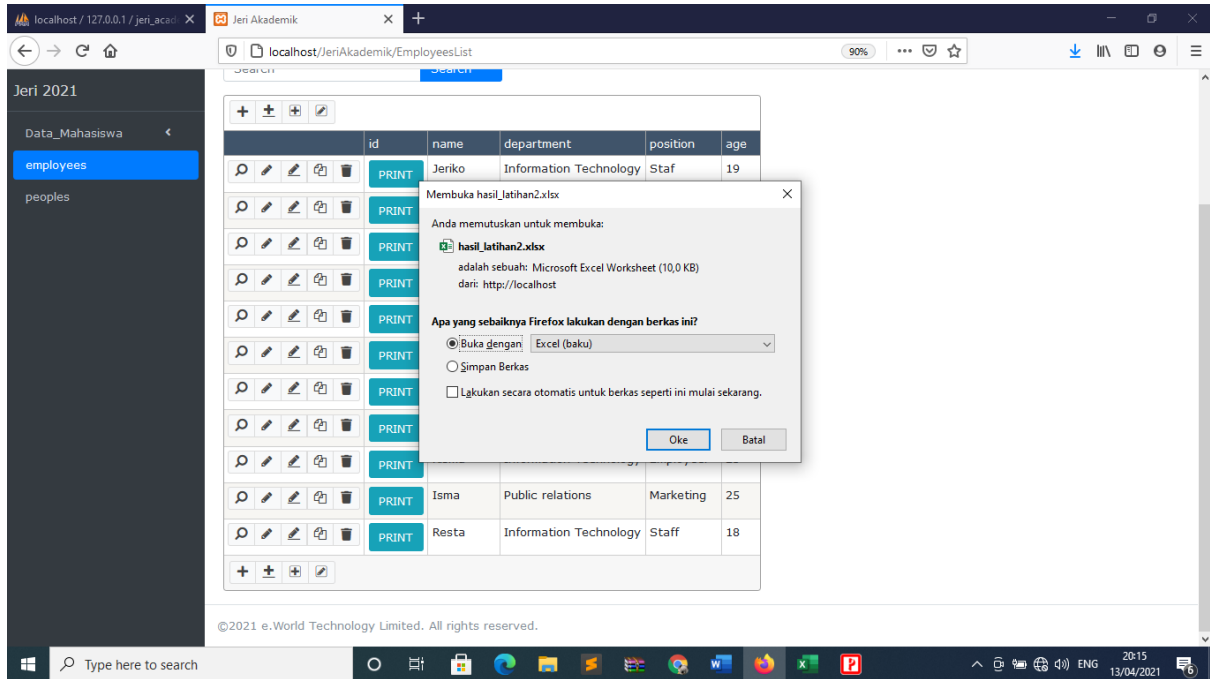 localhost / 127.0.0.1 / jeri_acad
Jeri Akademik
localhost/JeriAkademik/EmployeesList
90%
Jeri 2021
Search
Search
Data_Mahasiswa
employees
peoples
id name department position age
PRINT Jeriko Information Technology Staf 19
PRINT
PRINT
PRINT
PRINT
PRINT
PRINT
PRINT
PRINT
PRINT Isma Public relations Marketing 25
PRINT Resta Information Technology Staff 18
Membuka hasil_latihan2.xlsx
Anda memutuskan untuk membuka:
hasil_latihan2.xlsx
adalah sebuah: Microsoft Excel Worksheet (10,0 KB)
dari: http://localhost
Apa yang sebaiknya Firefox lakukan dengan berkas ini?
Buka dengan Excel (baku)
Simpan Berkas
Lakukan secara otomatis untuk berkas seperti ini mulai sekarang.
Oke Batal
©2021 e.World Technology Limited. All rights reserved.
Type here to search
ENG
20:15
13/04/2021
6